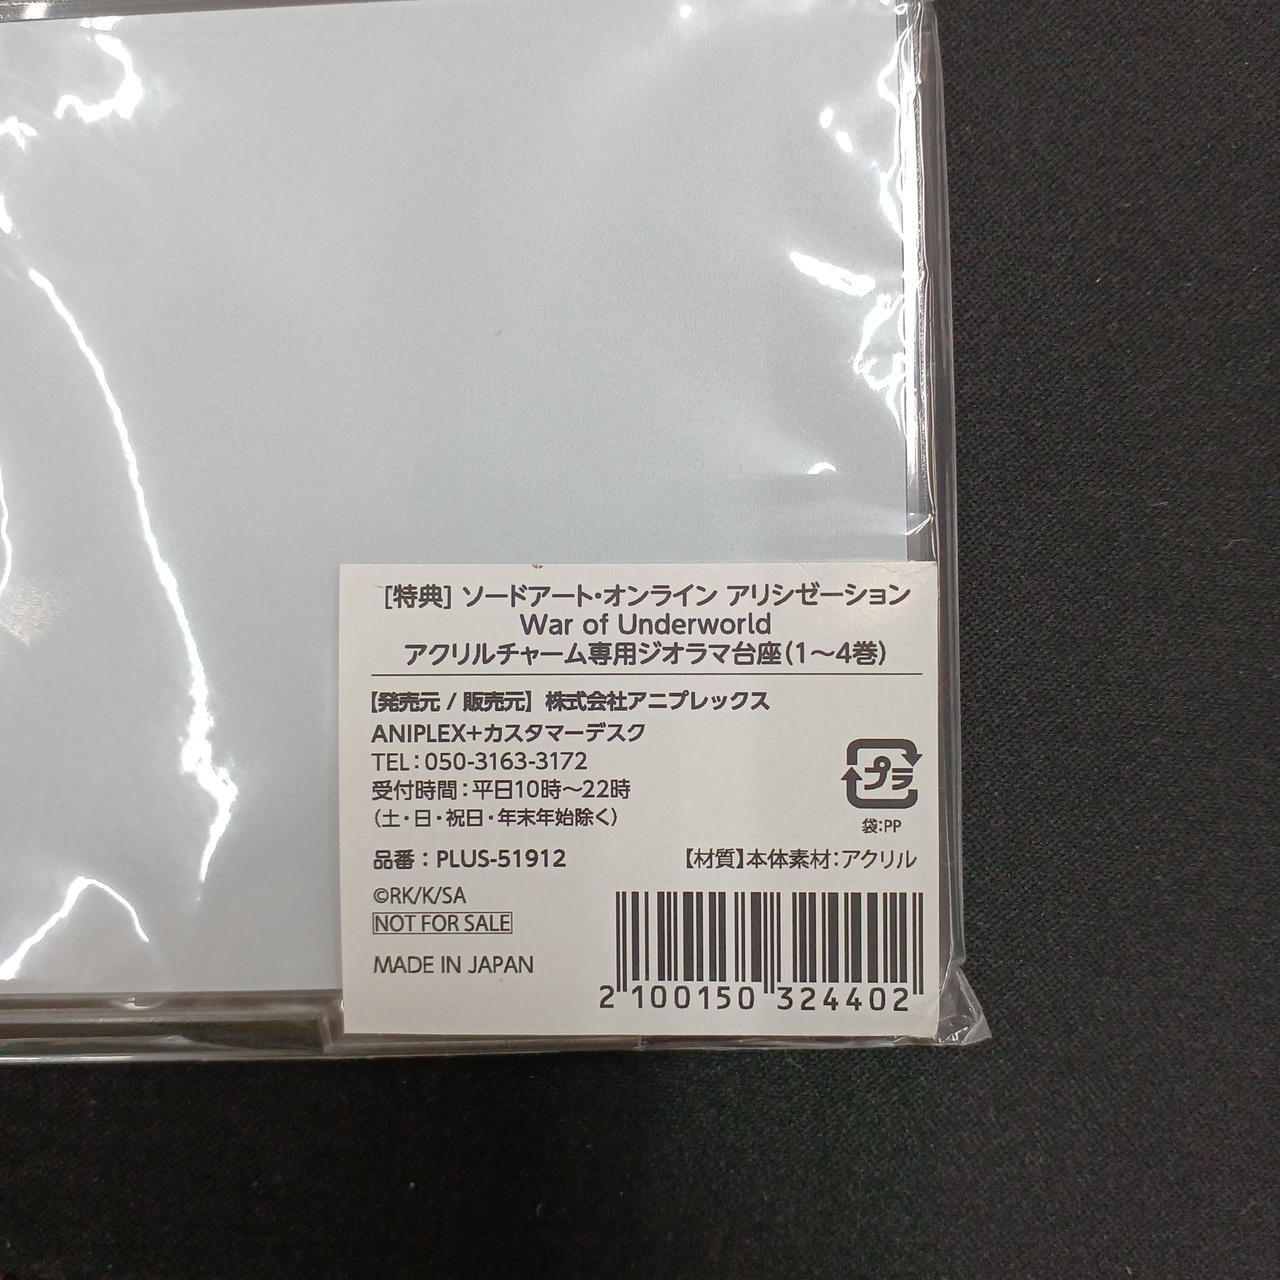 [特典] ソードアート・オンライン アリシゼーション
War of Underworld
アクリルチャーム専用ジオラマ台座(1〜4巻)
【発売元 / 販売元】 株式会社アニプレックス
ANIPLEX+カスタマーデスク
TEL:050-3163-3172
受付時間:平日10時〜22時
(土・日・祝日・年末年始除く)
プラ
袋:PP
品番:PLUS-51912
【材質】本体素材:アクリル
©RK/K/SA
NOT FOR SALE
MADE IN JAPAN
2 100150 324402